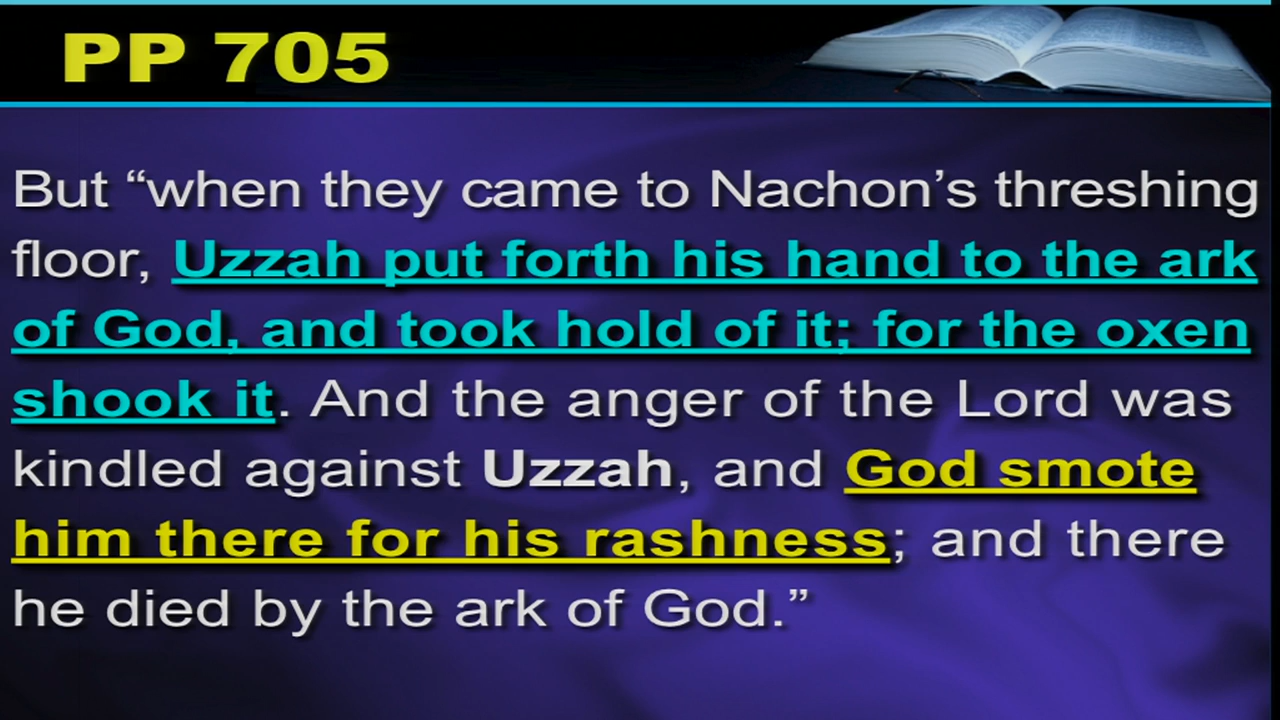 PP 705
But “when they came to Nachon’s threshing
floor, Uzzah put forth his hand to the ark
of God, and took hold of it; for the oxen
shook it. And the anger of the Lord was
kindled against Uzzah, and God smote
him there for his rashness; and there
he died by the ark of God.”